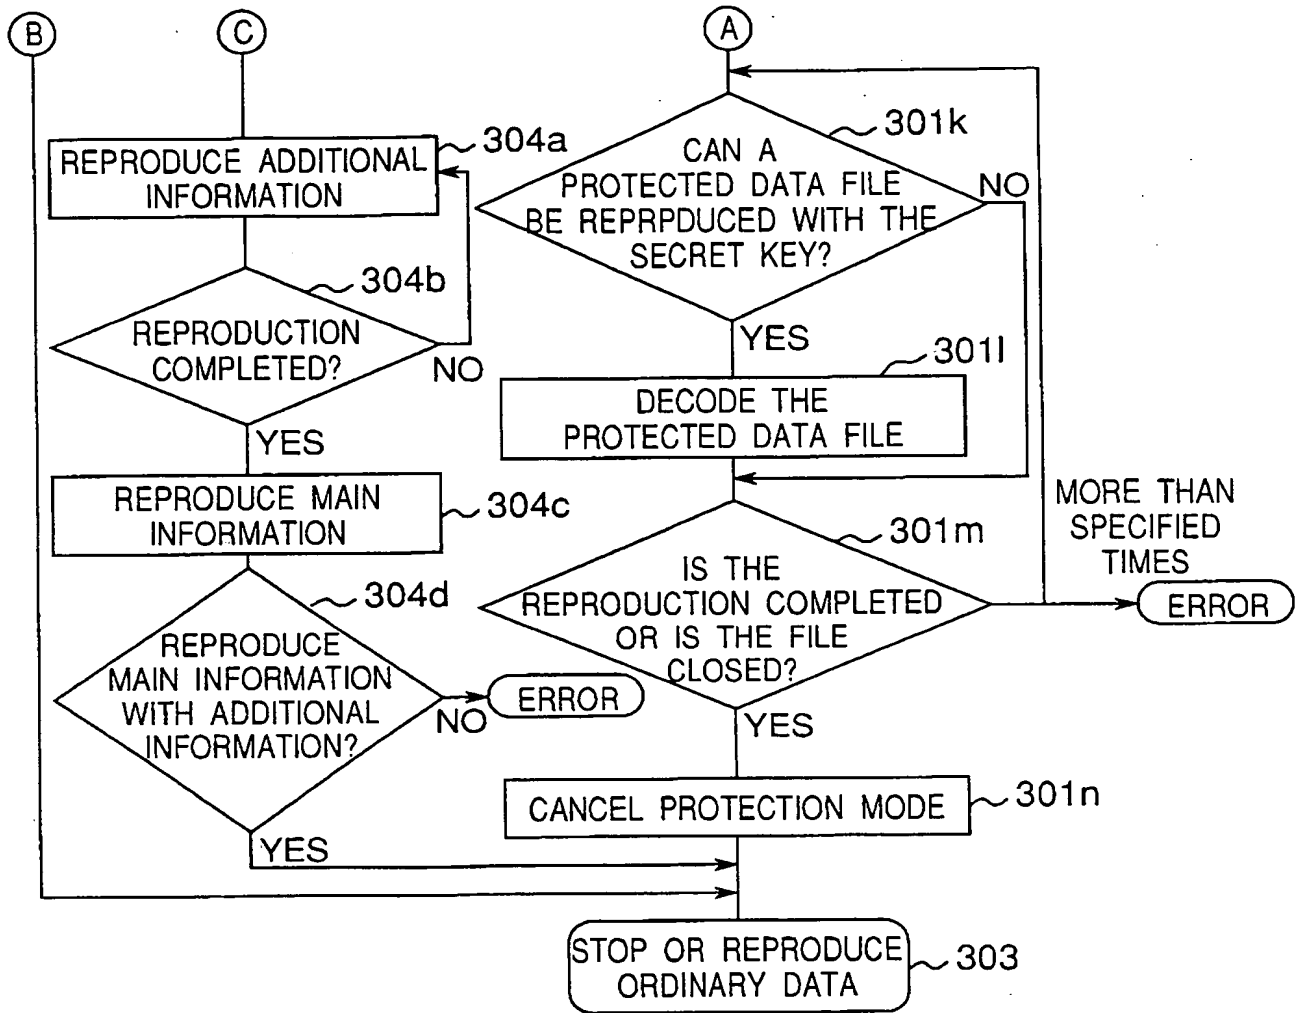 B
C
A
304a
REPRODUCE ADDITIONAL
INFORMATION
304b
REPRODUCTION
COMPLETED?
NO
YES
REPRODUCE MAIN
INFORMATION
304c
304d
REPRODUCE
MAIN INFORMATION
WITH ADDITIONAL
INFORMATION?
NO
ERROR
YES
301k
CAN A
PROTECTED DATA FILE
BE REPRPDUCED WITH THE
SECRET KEY?
NO
YES
301l
DECODE THE
PROTECTED DATA FILE
301m
IS THE
REPRODUCTION COMPLETED
OR IS THE FILE
CLOSED?
MORE THAN
SPECIFIED
TIMES
ERROR
YES
CANCEL PROTECTION MODE
301n
STOP OR REPRODUCE
ORDINARY DATA
303